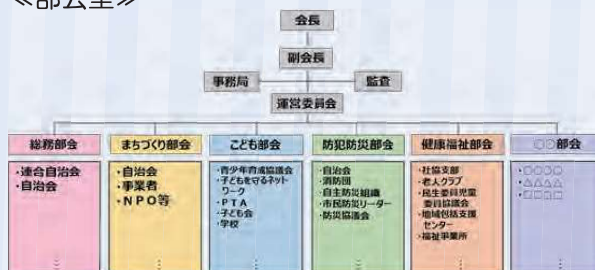 ≪部会型≫
会長
副会長
事務局
監査
運営委員会
総務部会
・連合自治会
・自治会
まちづくり部会
・自治会
・事業者
・NPO等
こども部会
・青少年育成協議会
・子どもを守るネット
ワーク
・PTA
・子ども会
・学校
防犯防災部会
・自治会
・消防団
・自主防災組織
・市民防災リーダー
・防災協議会
健康福祉部会
・社協支部
・老人クラブ
・民生委員児童
委員協議会
・地域包括支援
センター
・福祉事業所
○○部会
・○○○○
・△△△△
・□□□□